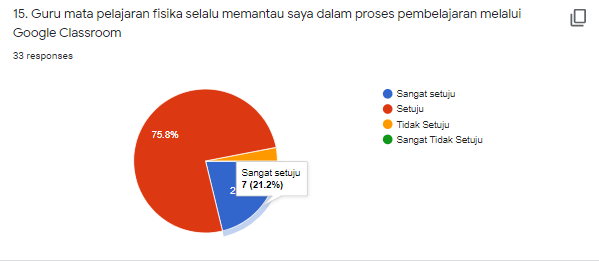 15. Guru mata pelajaran fisika selalu memantau saya dalam proses pembelajaran melalui
Google Classroom
33 responses
Sangat setuju
Setuju
Tidak Setuju
Sangat Tidak Setuju
75.8%
Sangat setuju
7 (21.2%)
2